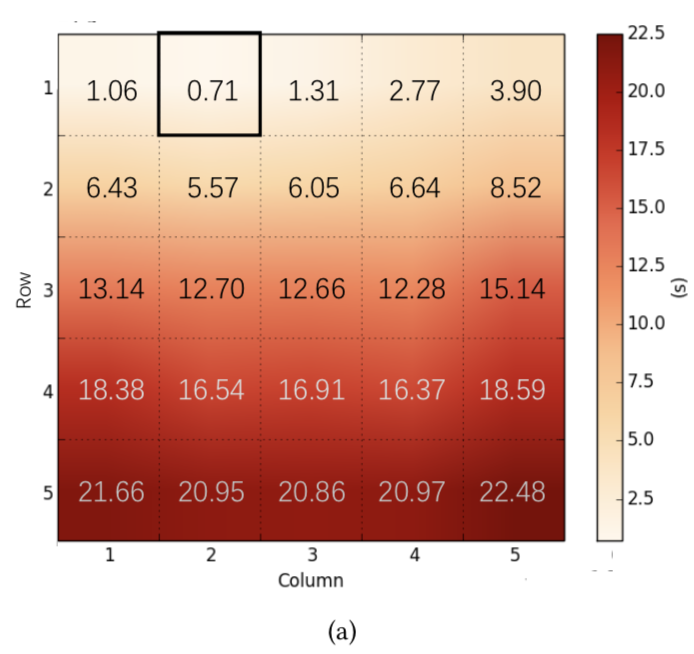 22.5
1 1.06 0.71 1.31 2.77 3.90
20.0
2 6.43 5.57 6.05 6.64 8.52
17.5
15.0
Row
3 13.14 12.70 12.66 12.28 15.14
12.5
(s)
10.0
4 18.38 16.54 16.91 16.37 18.59
7.5
5.0
5 21.66 20.95 20.86 20.97 22.48
2.5
1 2 3 4 5
Column
(a)